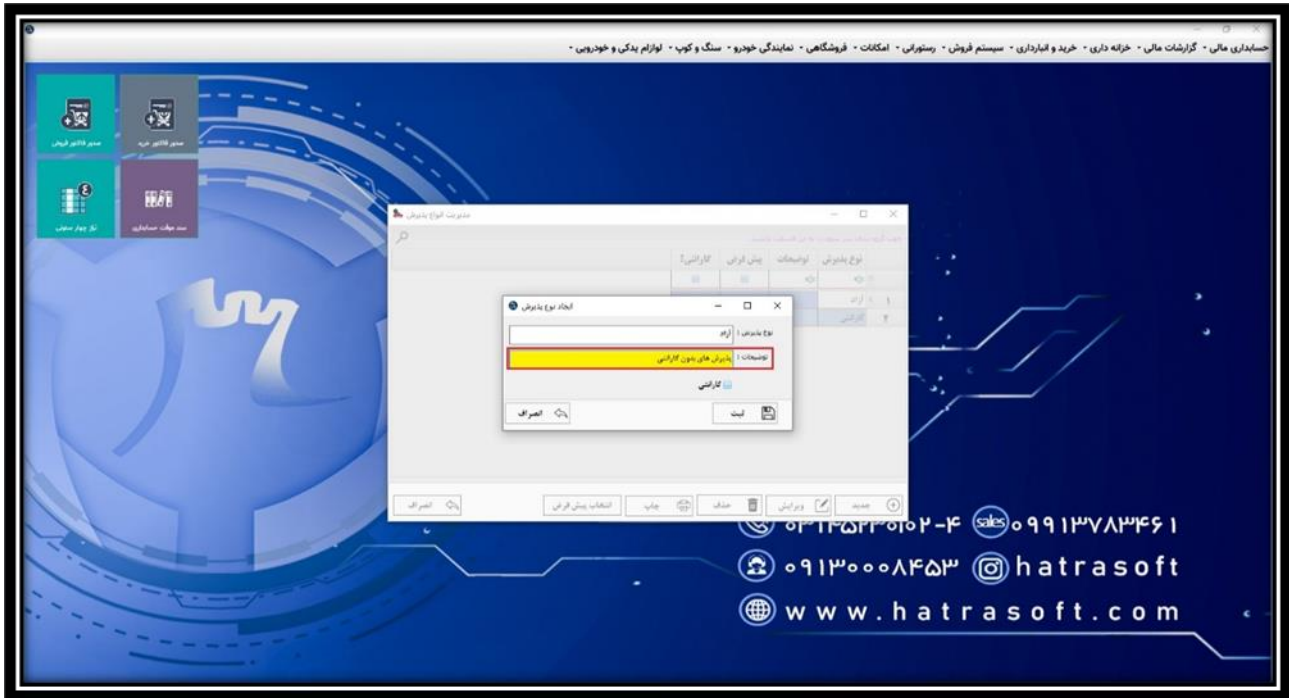 حسابداری مالی - گزارشات مالی - خزانه داری - خرید و انبارداری - سیستم فروش - رستورانی - امکانات - فروشگاهی - نمایندگی خودرو - سنگ و کوپ - لوازم یدکی و خودرویی -
صدور فاکتور خرید
صدور فاکتور فروش
سند موقت حسابداری
تراز چهار ستونی
مدیریت انواع پذیرش
نوع پذیرش توضیحات پیش فرض گارانتی؟
۱ آزاد
۲ گارانتی
ایجاد نوع پذیرش
نوع پذیرش : آزاد
توضیحات : پذیرش های بدون گارانتی
گارانتی
ثبت انصراف
جدید ویرایش حذف چاپ انتخاب پیش فرض انصراف
sales ۰۹۹۱۳۷۸۳۴۶۱
۰۹۱۳۰۰۰۸۴۵۳ hatrasoft
www.hatrasoft.com